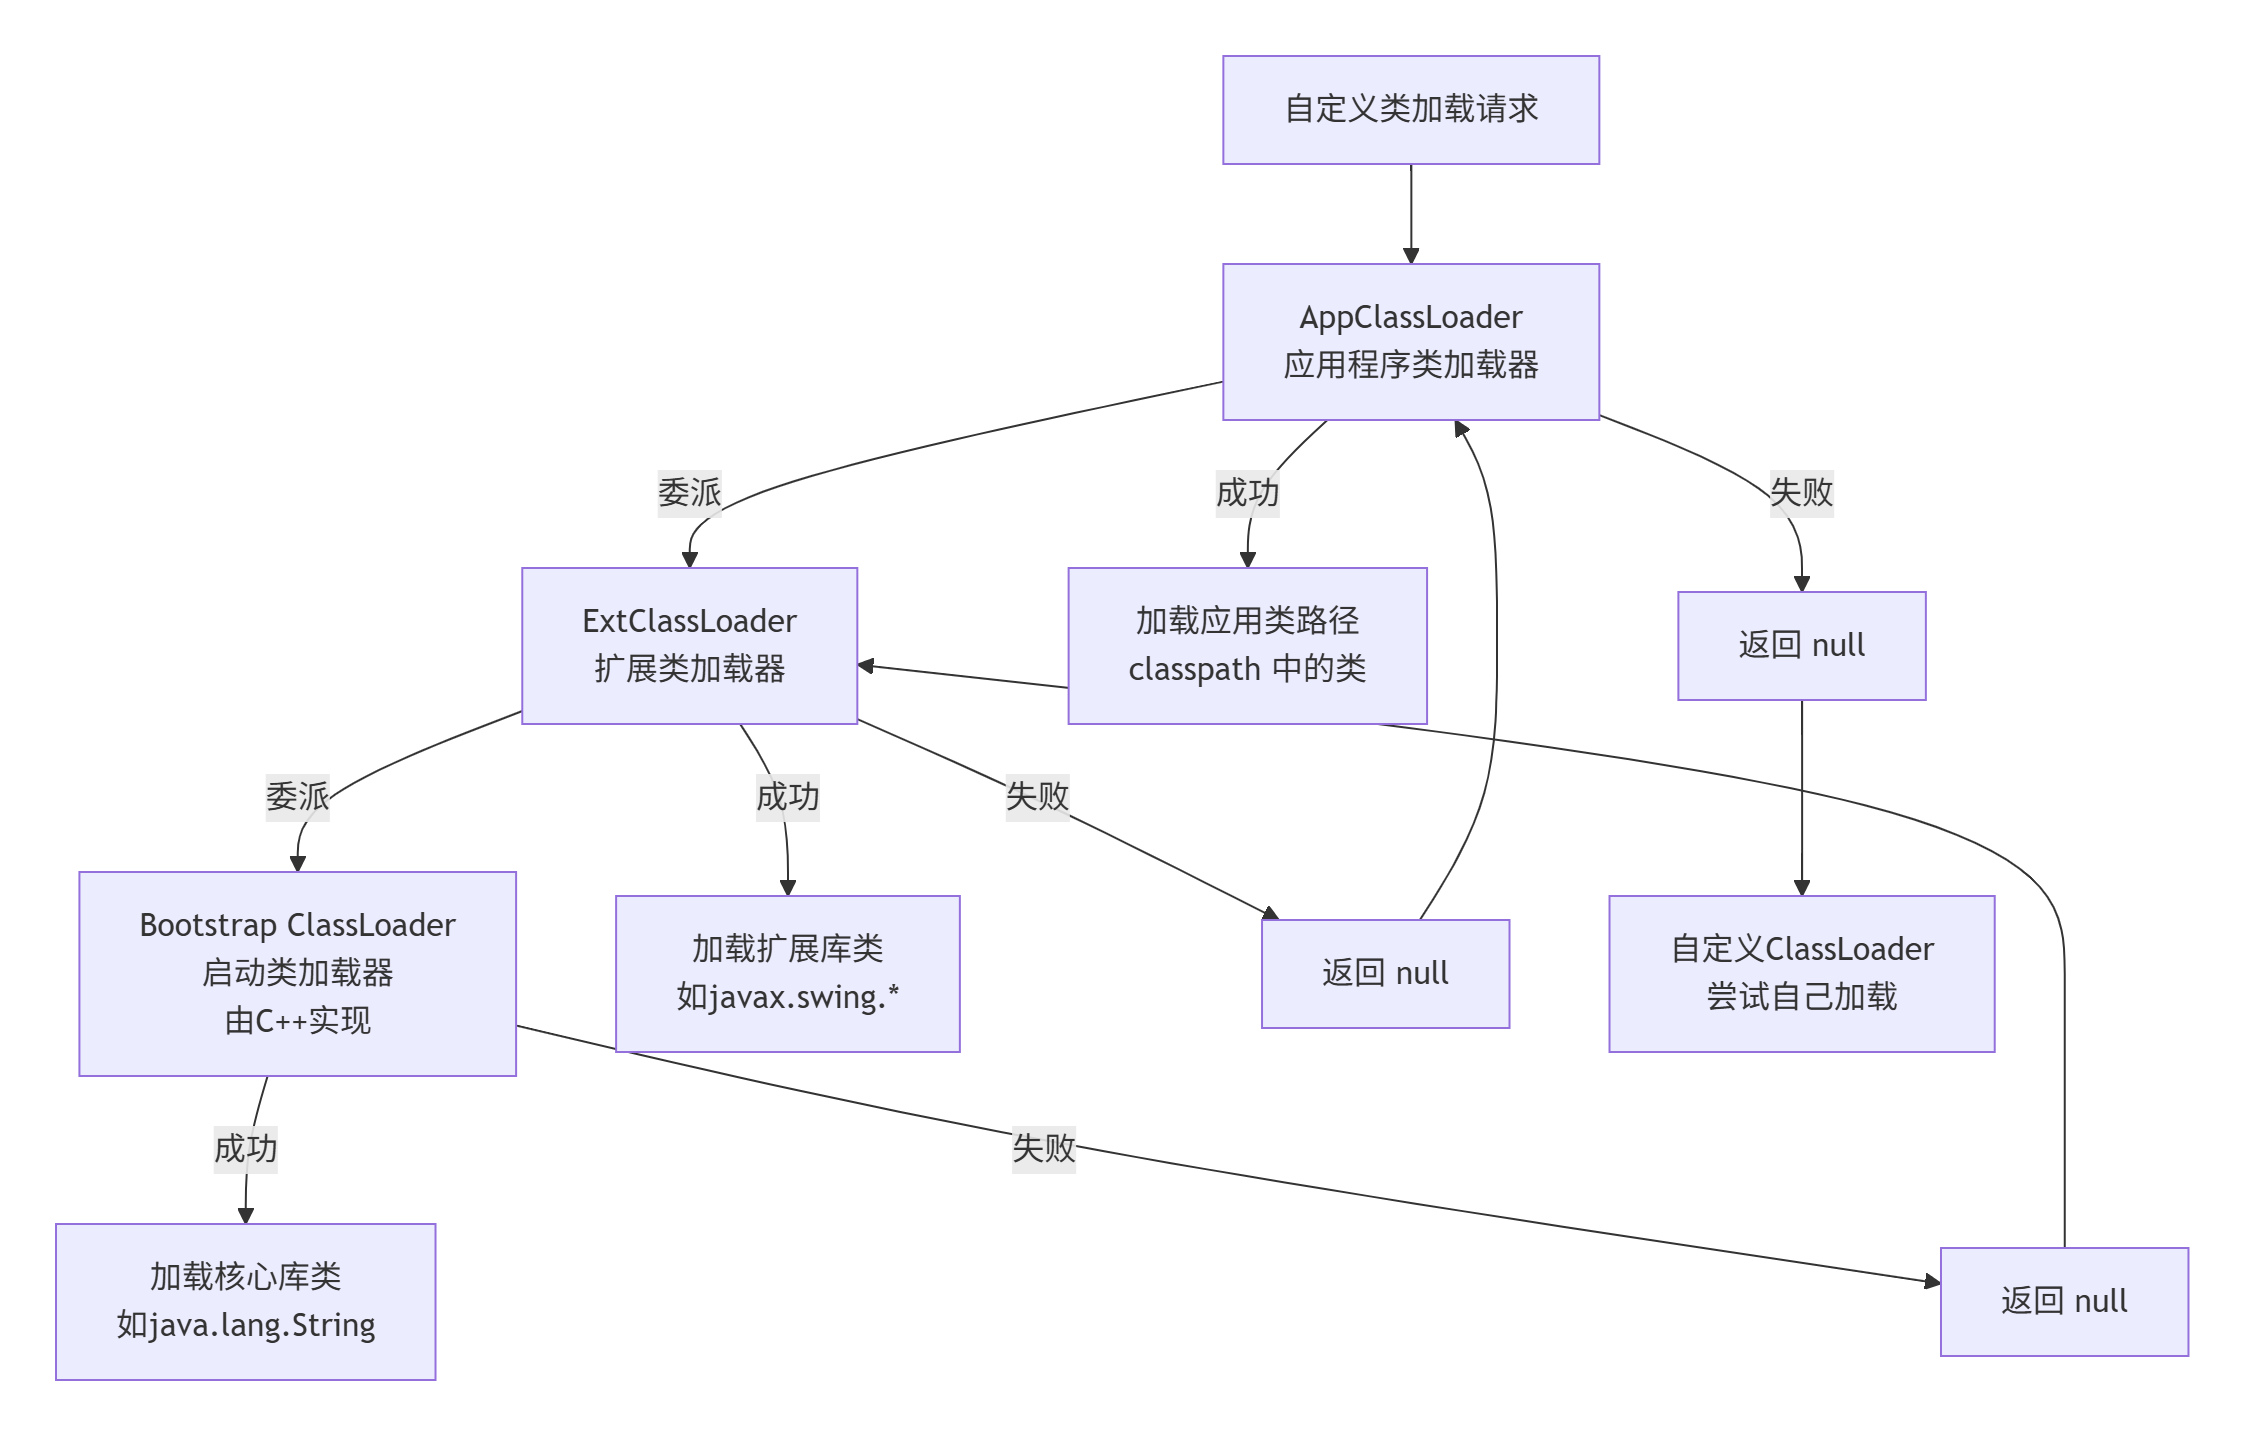 自定义类加载请求
AppClassLoader
应用程序类加载器
委派
成功
失败
ExtClassLoader
扩展类加载器
加载应用类路径
classpath 中的类
返回 null
委派
成功
失败
Bootstrap ClassLoader
启动类加载器
由C++实现
加载扩展库类
如javax.swing.*
返回 null
自定义ClassLoader
尝试自己加载
成功
失败
加载核心库类
如java.lang.String
返回 null